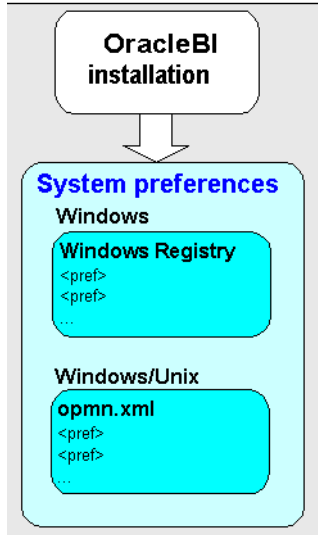 OracleBI
installation
System preferences
Windows
Windows Registry
<pref>
<pref>
...
Windows/Unix
opmn.xml
<pref>
<pref>
...